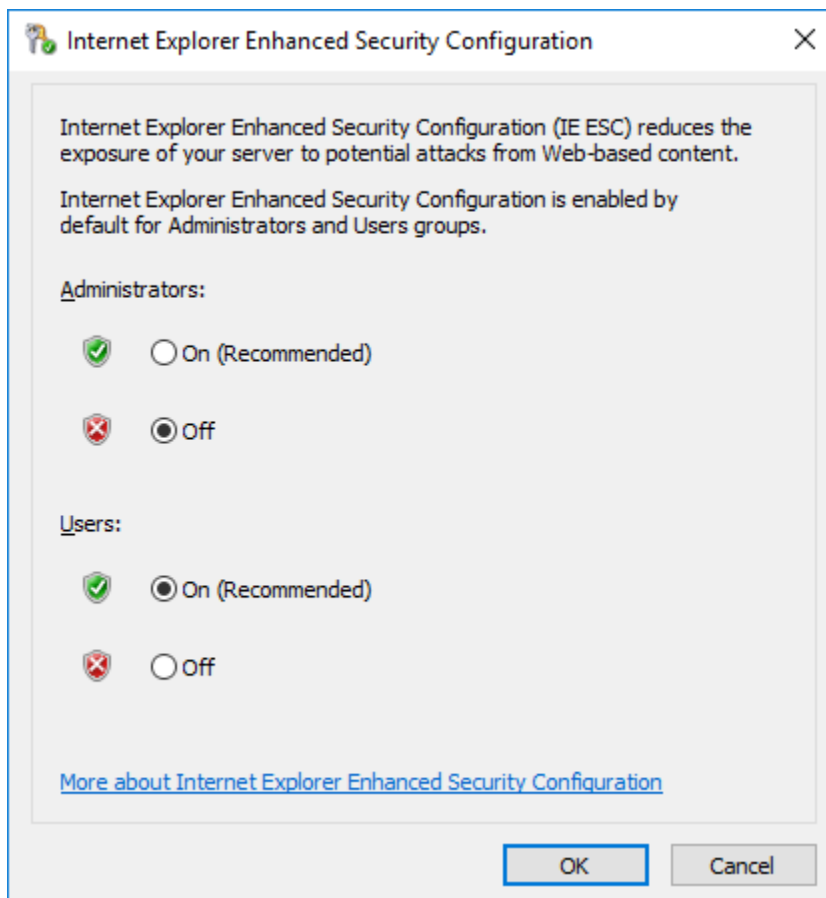 Internet Explorer Enhanced Security Configuration
Internet Explorer Enhanced Security Configuration (IE ESC) reduces the
exposure of your server to potential attacks from Web-based content.
Internet Explorer Enhanced Security Configuration is enabled by
default for Administrators and Users groups.
Administrators:
On (Recommended)
Off
Users:
On (Recommended)
Off
More about Internet Explorer Enhanced Security Configuration
OK Cancel